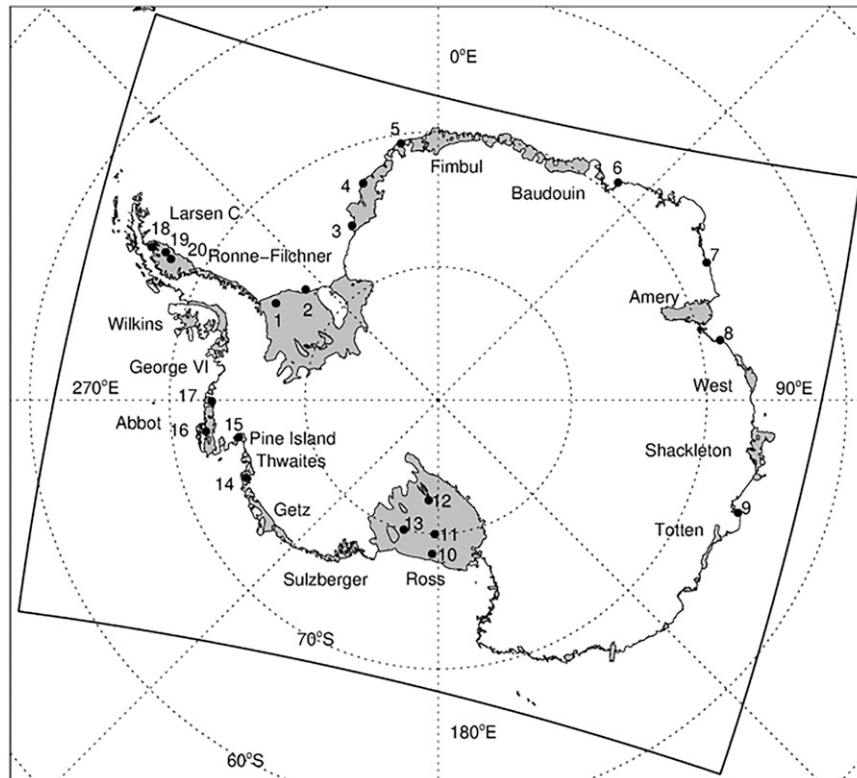 0°E
5
Fimbul
6
4
Baudouin
Larsen C
18
19
20
3
Ronne−Filchner
7
Amery
1
2
Wilkins
8
George VI
West
270°E
90°E
17
Abbot
16
15
Pine Island
Shackleton
Thwaites
14
12
Getz
13
11
9
Totten
10
Sulzberger
Ross
70°S
180°E
60°S